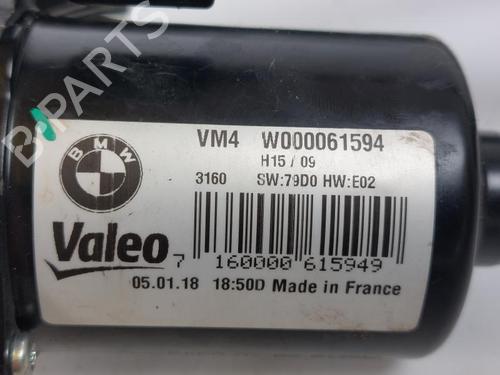 B-PARTS
VM4 W000061594
H15 / 09
3160 SW:79D0 HW:E02
BMW
Valeo
7 160000 615949
05.01.18 18:50D Made in France